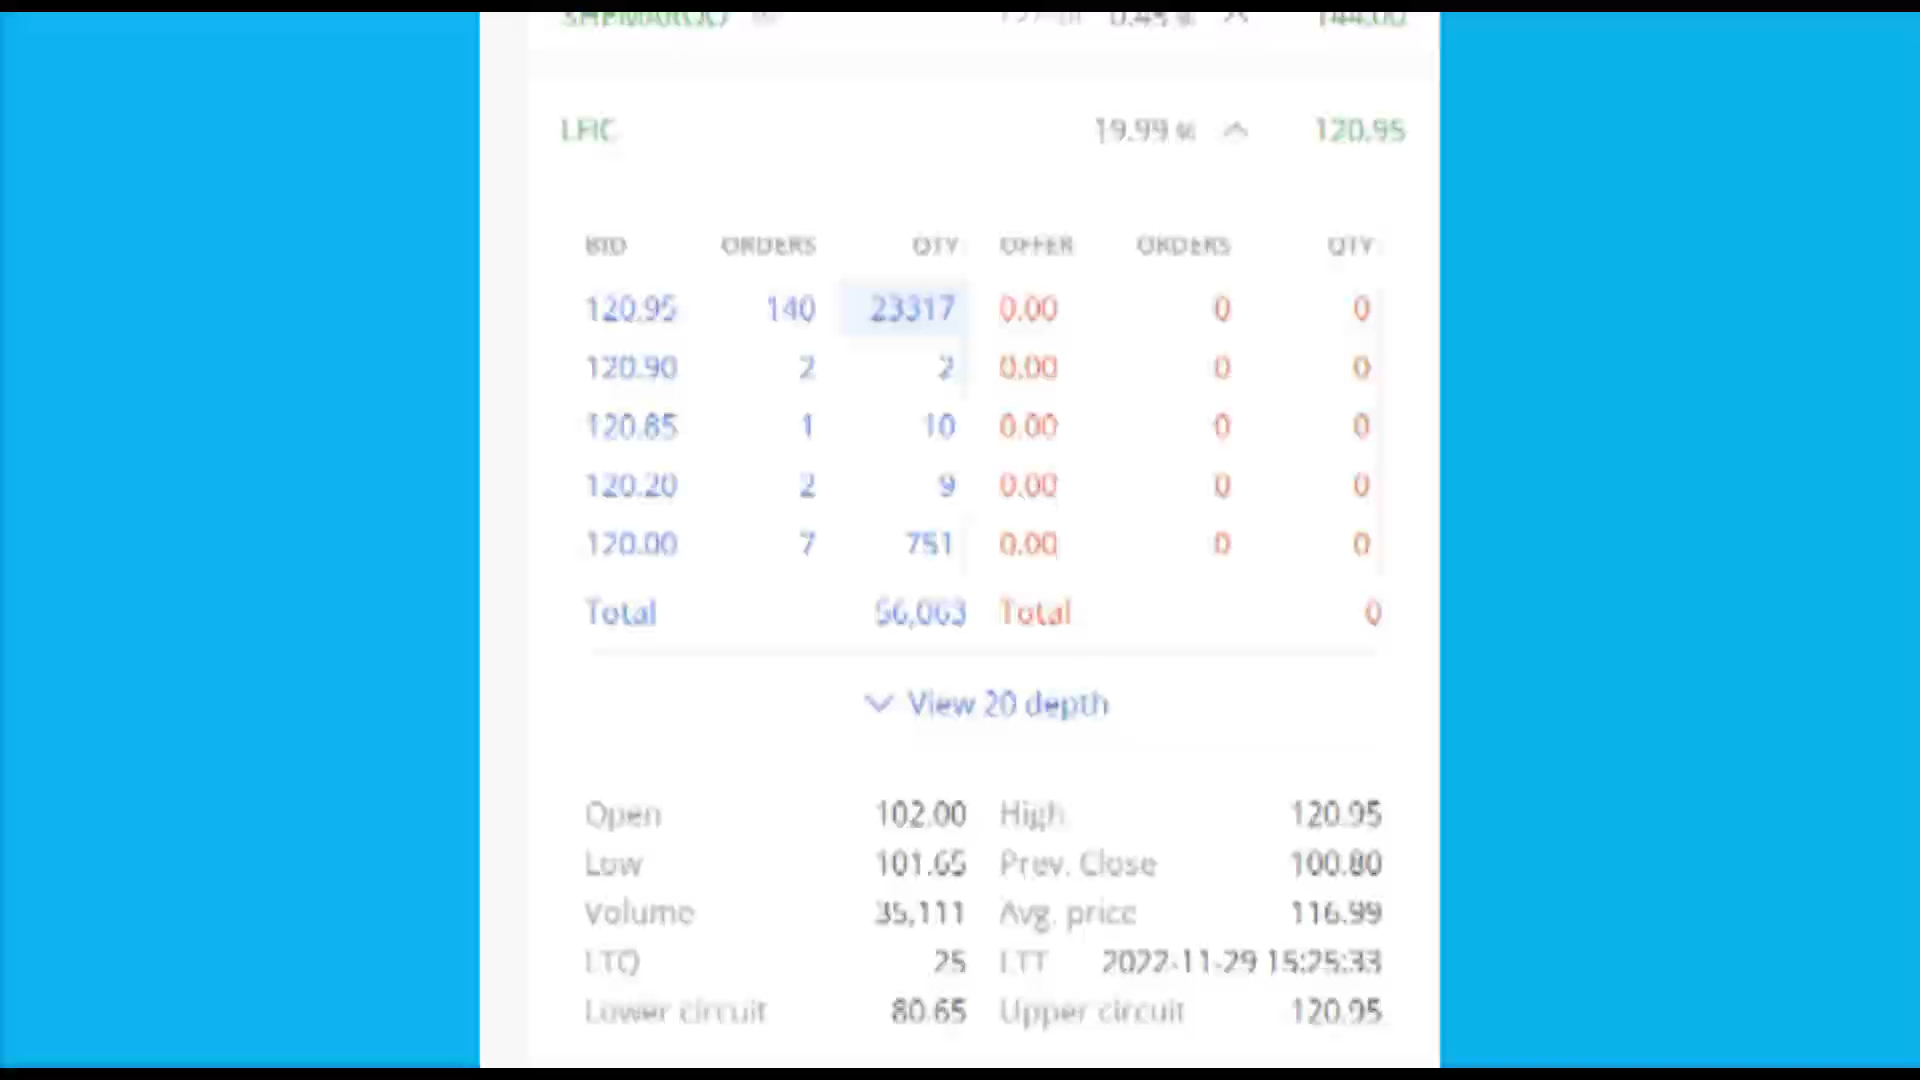 SHEMAROO 0.45 % 144.00
LFIC 19.99 % 120.95
BID ORDERS QTY. OFFER ORDERS QTY.
120.95 140 23317 0.00 0 0
120.90 2 2 0.00 0 0
120.85 1 10 0.00 0 0
120.20 2 9 0.00 0 0
120.00 7 751 0.00 0 0
Total 56,063 Total 0
View 20 depth
Open 102.00 High 120.95
Low 101.65 Prev. Close 100.80
Volume 35,111 Avg. price 116.99
LTQ 25 LTT 2022-11-29 15:25:33
Lower circuit 80.65 Upper circuit 120.95